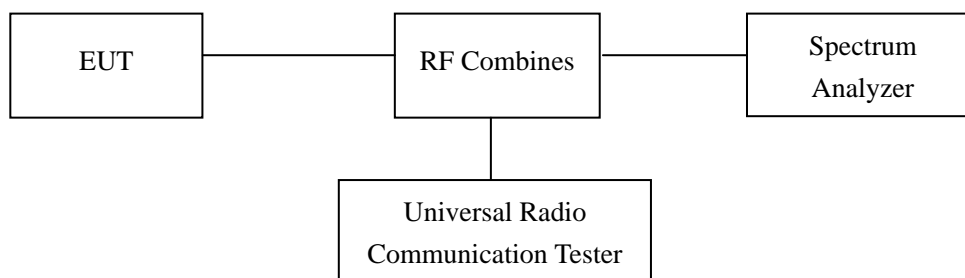 EUT
RF Combines
Spectrum
Analyzer
Universal Radio
Communication Tester